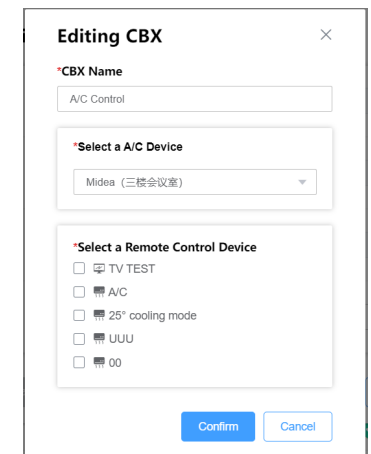 Editing CBX
*CBX Name
A/C Control
*Select a A/C Device
Midea（三楼会议室）
*Select a Remote Control Device
TV TEST
A/C
25° cooling mode
UUU
00
Confirm
Cancel